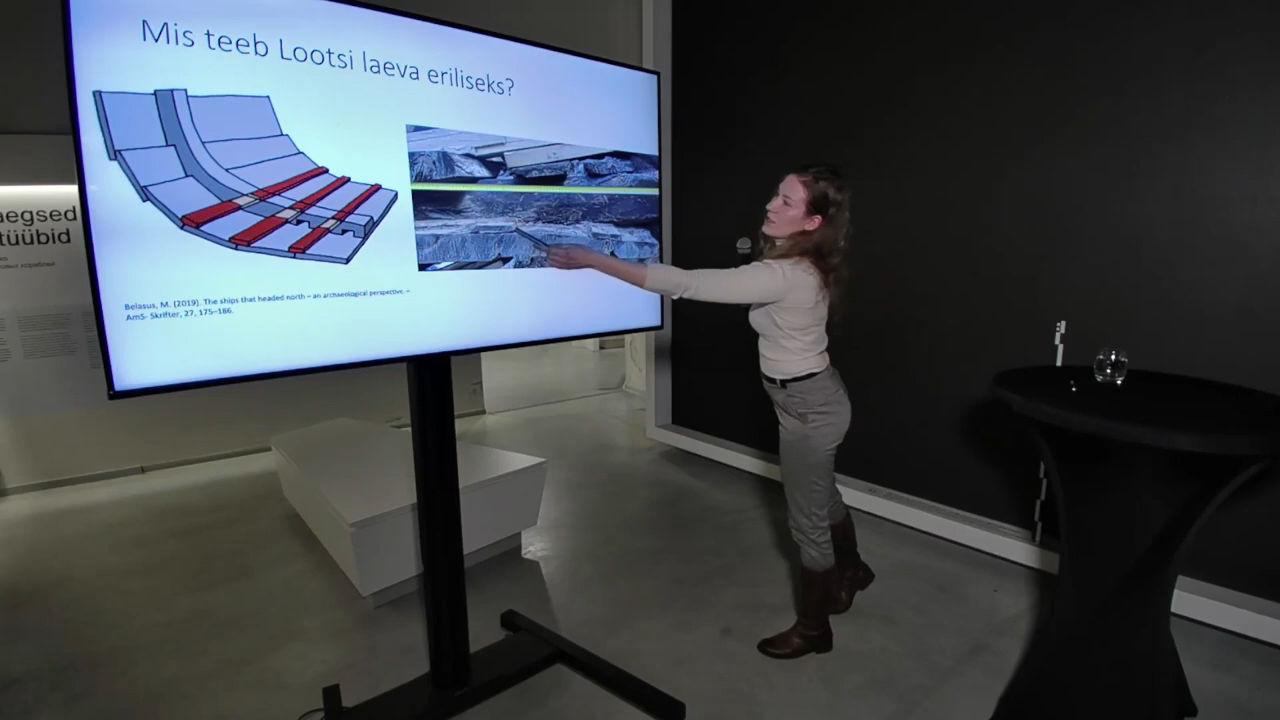 Mis teeb Lootsi laeva eriliseks?
Belasus, M. (2019). The ships that headed north – an archaeological perspective. –
AmS- Skrifter, 27, 175–186.
aegsed
tüübid